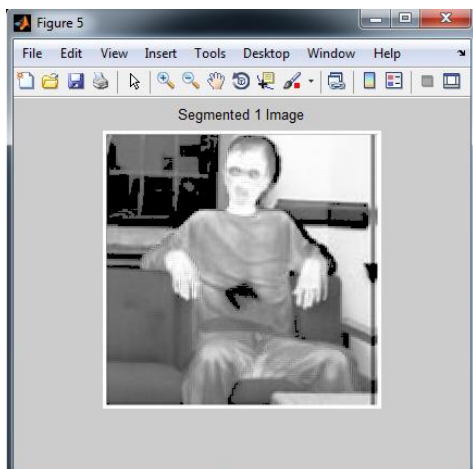 Figure 5
File Edit View Insert Tools Desktop Window Help
Segmented 1 Image